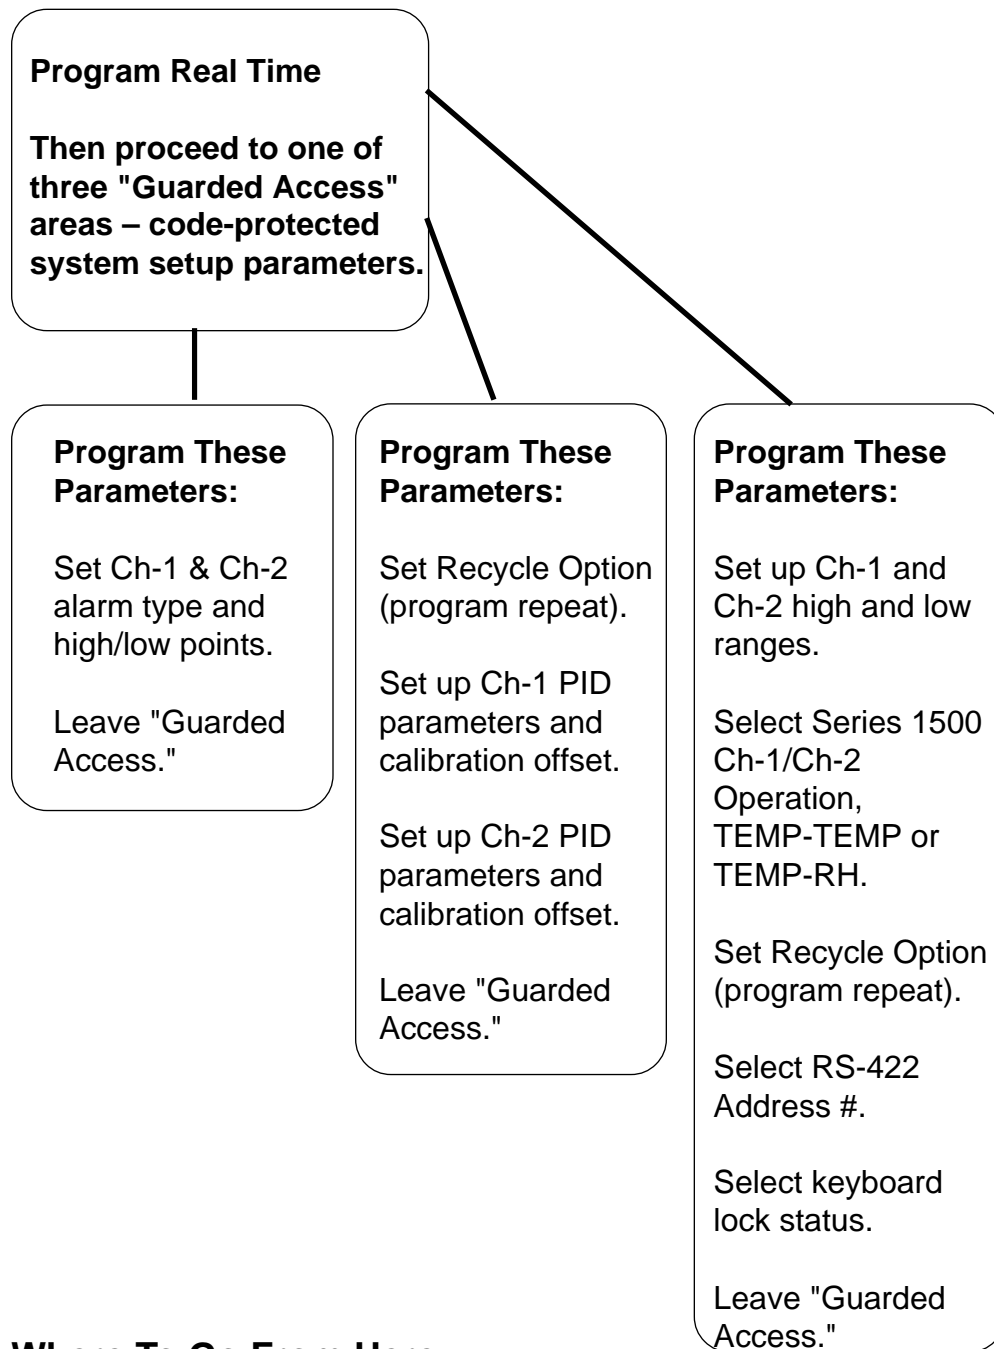 Program Real Time
Then proceed to one of
three "Guarded Access"
areas – code-protected
system setup parameters.
Program These
Parameters:
Set Ch-1 & Ch-2
alarm type and
high/low points.
Leave "Guarded
Access."
Program These
Parameters:
Set Recycle Option
(program repeat).
Set up Ch-1 PID
parameters and
calibration offset.
Set up Ch-2 PID
parameters and
calibration offset.
Leave "Guarded
Access."
Program These
Parameters:
Set up Ch-1 and
Ch-2 high and low
ranges.
Select Series 1500
Ch-1/Ch-2
Operation,
TEMP-TEMP or
TEMP-RH.
Set Recycle Option
(program repeat).
Select RS-422
Address #.
Select keyboard
lock status.
Leave "Guarded
Access."
Where To Go From Here